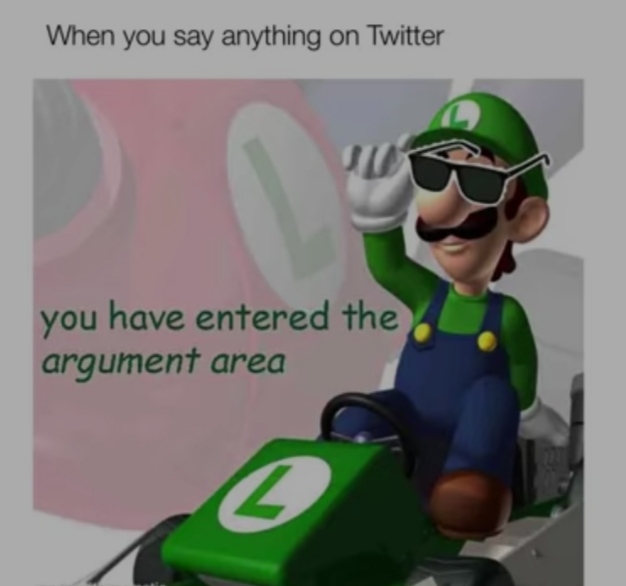 When you say anything on Twitter
L
L
you have entered the
argument area
L